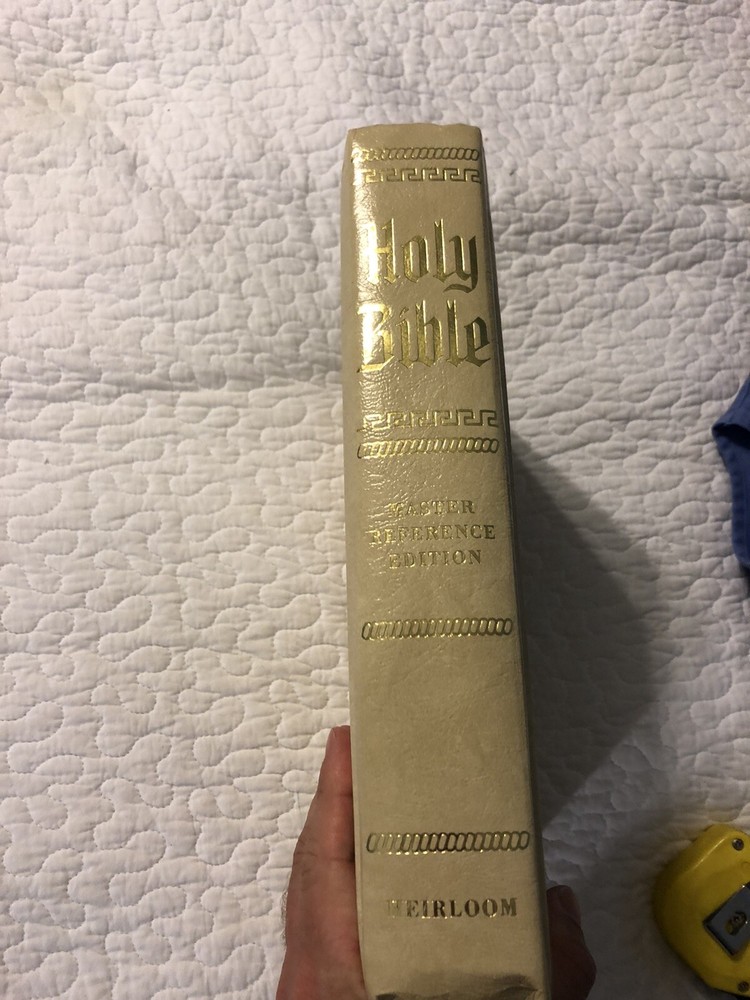 Holy
Bible
MASTER
REFERENCE
EDITION
HEIRLOOM